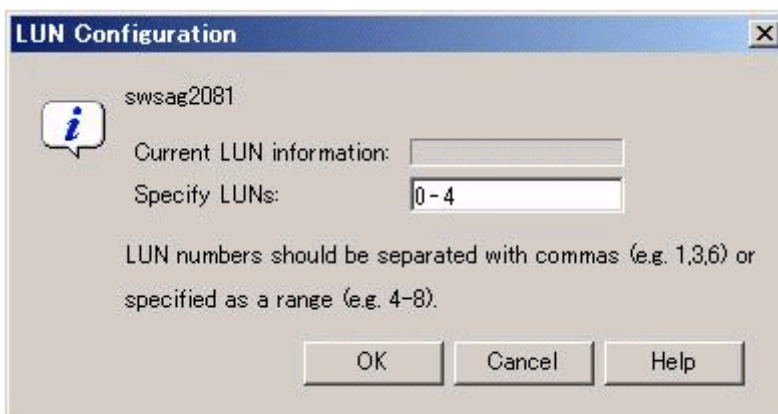 LUN Configuration
swsag2081
Current LUN information:
Specify LUNs: 0-4
LUN numbers should be separated with commas (e.g. 1,3,6) or
specified as a range (e.g. 4-8).
OK Cancel Help